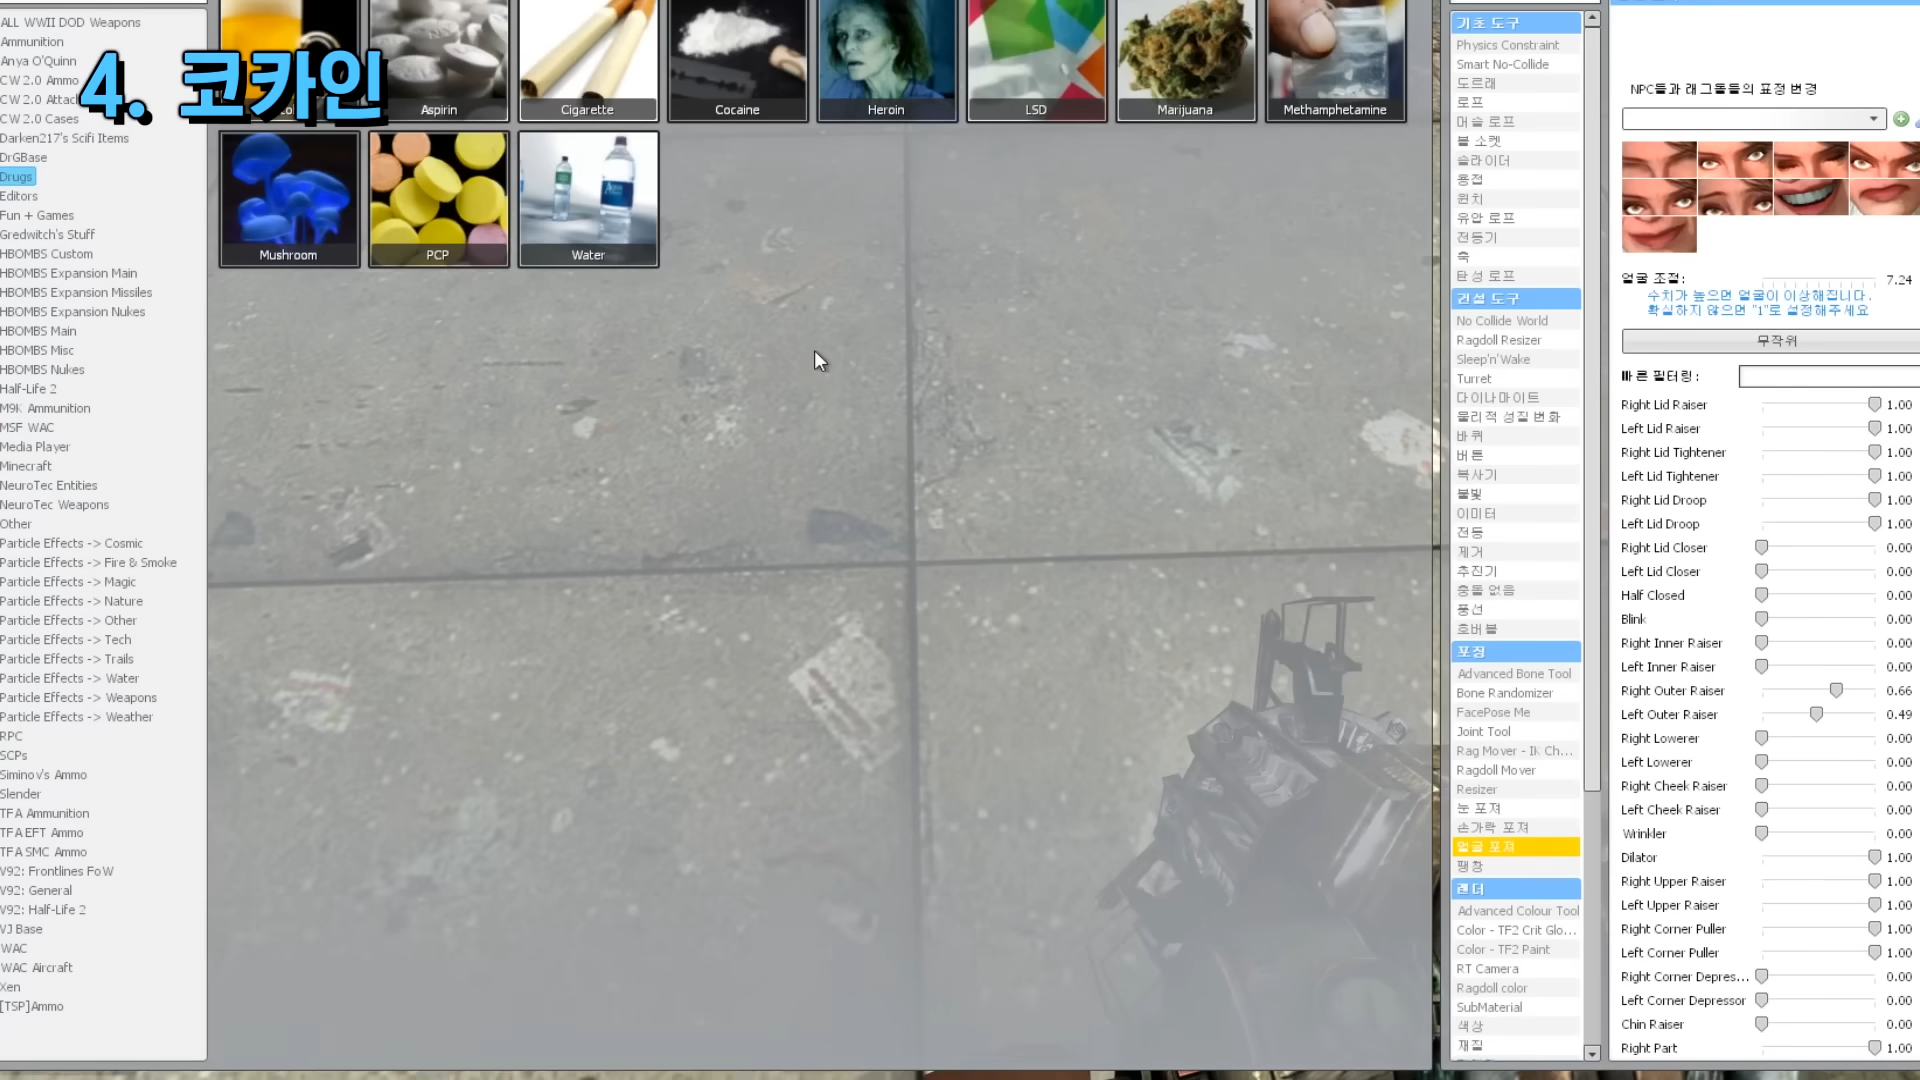 ALL WWII DOD Weapons
Ammunition
Anya O'Quinn
CW 2.0 Ammo
CW 2.0 Cases
Darken217's Scifi Items
DrGBase
Drugs
Editors
Fun + Games
Gredwitch's Stuff
HBOMBS Custom
HBOMBS Expansion Main
HBOMBS Expansion Missiles
HBOMBS Expansion Nukes
HBOMBS Main
HBOMBS Misc
HBOMBS Nukes
Half-Life 2
M9K Ammunition
MSF WAC
Media Player
Minecraft
NeuroTec Entities
NeuroTec Weapons
Other
Particle Effects -> Cosmic
Particle Effects -> Fire & Smoke
Particle Effects -> Magic
Particle Effects -> Nature
Particle Effects -> Other
Particle Effects -> Tech
Particle Effects -> Trails
Particle Effects -> Water
Particle Effects -> Weapons
Particle Effects -> Weather
RPC
SCPs
Siminov's Ammo
Slender
TFA Ammunition
TFA EFT Ammo
TFA SMC Ammo
V92: Frontlines FoW
V92: General
V92: Half-Life 2
VJ Base
WAC
WAC Aircraft
Xen
[TSP]Ammo
4. 코카인
Aspirin
Cigarette
Cocaine
Heroin
LSD
Marijuana
Methamphetamine
Mushroom
PCP
Water
기초 도구
Physics Constraint
Smart No-Collide
도르래
로프
머슬 로프
볼 소켓
슬라이더
용접
윈치
유압 로프
전동기
축
탄성 로프
건설 도구
No Collide World
Ragdoll Resizer
Sleep'n'Wake
Turret
다이나마이트
물리적 성질 변화
바퀴
버튼
복사기
불빛
이미터
전등
제거
추진기
충돌 없음
풍선
호버볼
포징
Advanced Bone Tool
Bone Randomizer
FacePose Me
Joint Tool
Rag Mover - IK Ch...
Ragdoll Mover
Resizer
눈 포져
손가락 포져
얼굴 포져
팽창
렌더
Advanced Colour Tool
Color - TF2 Crit Glo...
Color - TF2 Paint
RT Camera
Ragdoll color
SubMaterial
색상
재질
NPC들과 래그돌들의 표정 변경
얼굴 조절: 7.24
수치가 높으면 얼굴이 이상해집니다.
확실하지 않으면 "1"로 설정해주세요
무작위
빠른 필터링:
Right Lid Raiser 1.00
Left Lid Raiser 1.00
Right Lid Tightener 1.00
Left Lid Tightener 1.00
Right Lid Droop 1.00
Left Lid Droop 1.00
Right Lid Closer 0.00
Left Lid Closer 0.00
Half Closed 0.00
Blink 0.00
Right Inner Raiser 0.00
Left Inner Raiser 0.00
Right Outer Raiser 0.66
Left Outer Raiser 0.49
Right Lowerer 0.00
Left Lowerer 0.00
Right Cheek Raiser 0.00
Left Cheek Raiser 0.00
Wrinkler 0.00
Dilator 1.00
Right Upper Raiser 1.00
Left Upper Raiser 1.00
Right Corner Puller 1.00
Left Corner Puller 1.00
Right Corner Depres... 0.00
Left Corner Depressor 0.00
Chin Raiser 0.00
Right Part 1.00